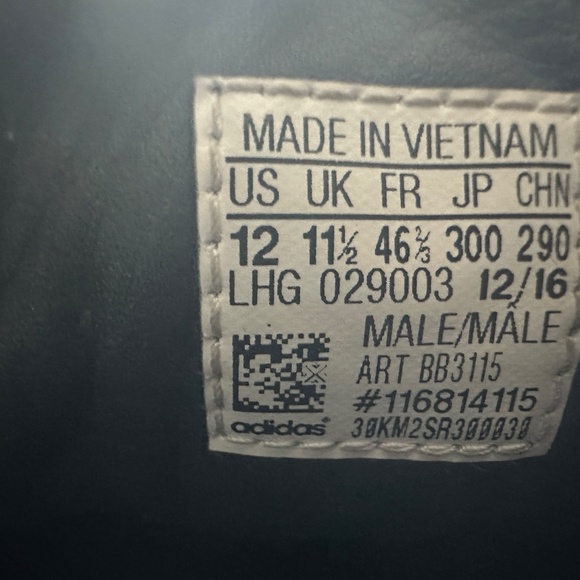 MADE IN VIETNAM
US UK FR JP CHN
12 11½ 46⅔ 300 290
LHG 029003 12/16
MALE/MÂLE
ART BB3115
#116814115
adidas 30KM2SR300030